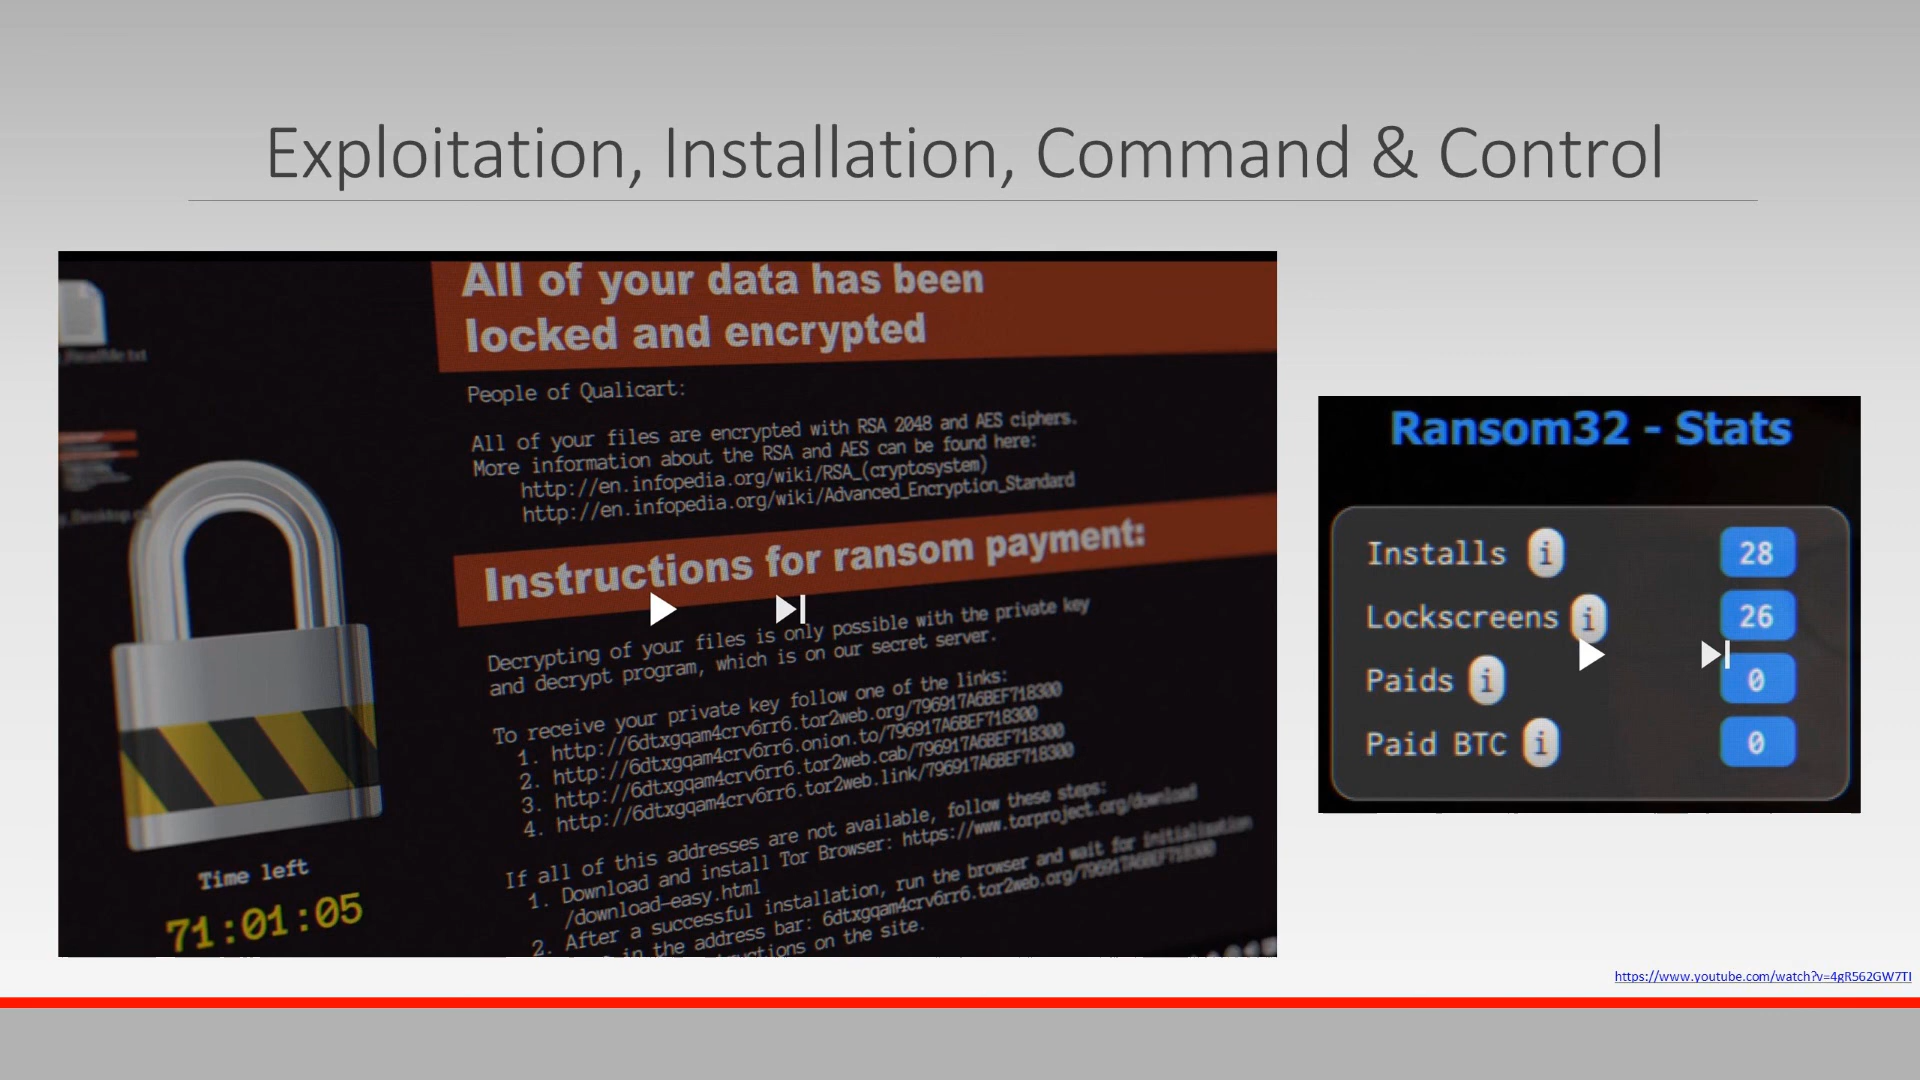 Exploitation, Installation, Command & Control
All of your data has been
locked and encrypted
People of Qualicart:
All of your files are encrypted with RSA 2048 and AES ciphers.
More information about the RSA and AES can be found here:
http://en.infopedia.org/wiki/RSA_(cryptosystem)
http://en.infopedia.org/wiki/Advanced_Encryption_Standard
Instructions for ransom payment:
Decrypting of your files is only possible with the private key
and decrypt program, which is on our secret server.
To receive your private key follow one of the links:
1. http://6dtxgqam4crv6rr6.tor2web.org/796917A6BEF718300
2. http://6dtxgqam4crv6rr6.onion.to/796917A6BEF718300
3. http://6dtxgqam4crv6rr6.tor2web.cab/796917A6BEF718300
4. http://6dtxgqam4crv6rr6.tor2web.link/796917A6BEF718300
If all of this addresses are not available, follow these steps:
1. Download and install Tor Browser: https://www.torproject.org/download
/download-easy.html
2. After a successful installation, run the browser and wait for initialization
in the address bar: 6dtxgqam4crv6rr6.tor2web.org/796917A6BEF718300
on the site.
Time left
71:01:05
Ransom32 - Stats
Installs i 28
Lockscreens i 26
Paids i 0
Paid BTC i 0
https://www.youtube.com/watch?v=4gR562GW7TI